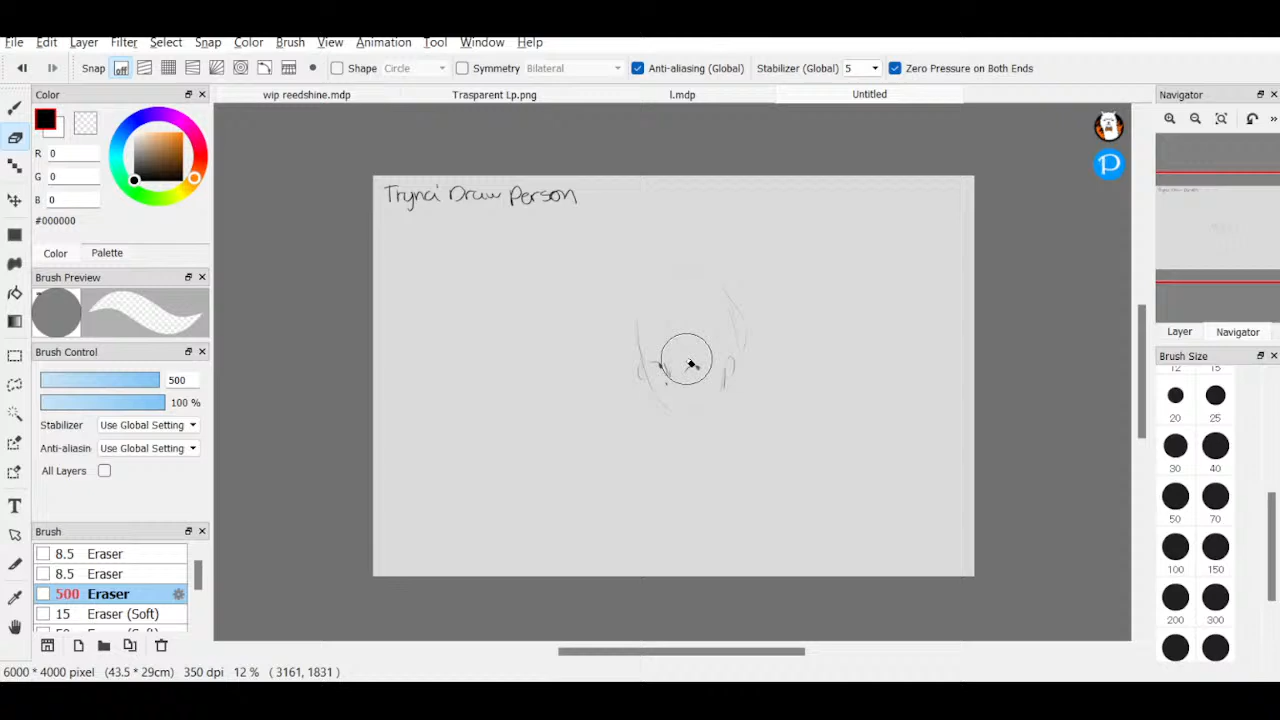 File Edit Layer Filter Select Snap Color Brush View Animation Tool Window Help
Snap off Shape Circle Symmetry Bilateral Anti-aliasing (Global) Stabilizer (Global) 5 Zero Pressure on Both Ends
Color
wip reedshine.mdp Trasparent Lp.png l.mdp Untitled
Navigator
R 0
G 0
B 0
#000000
Color Palette
Brush Preview
Brush Control
500
100 %
Stabilizer Use Global Setting
Anti-aliasin Use Global Setting
All Layers
Brush
8.5 Eraser
8.5 Eraser
500 Eraser
15 Eraser (Soft)
Tryna Draw Person
P
Layer Navigator
Brush Size
12 15
20 25
30 40
50 70
100 150
200 300
6000 * 4000 pixel (43.5 * 29cm) 350 dpi 12 % ( 3161, 1831 )